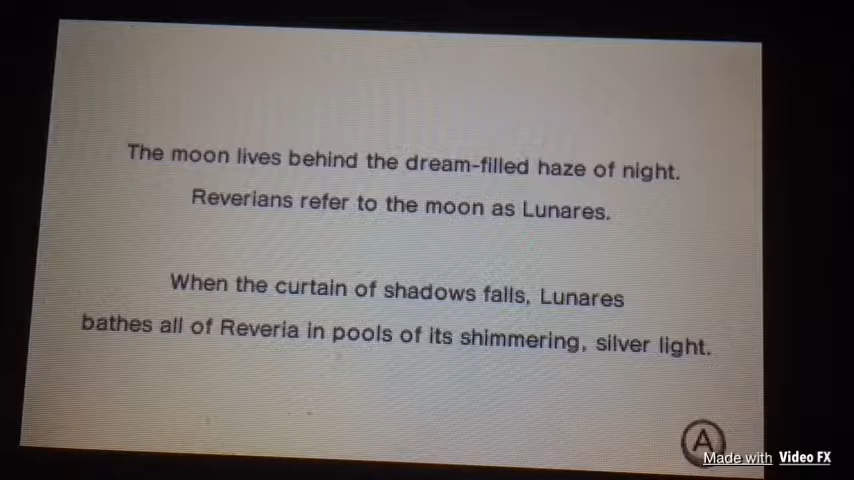 The moon lives behind the dream-filled haze of night.
Reverians refer to the moon as Lunares.
When the curtain of shadows falls, Lunares
bathes all of Reveria in pools of its shimmering, silver light.
A
Made with Video FX